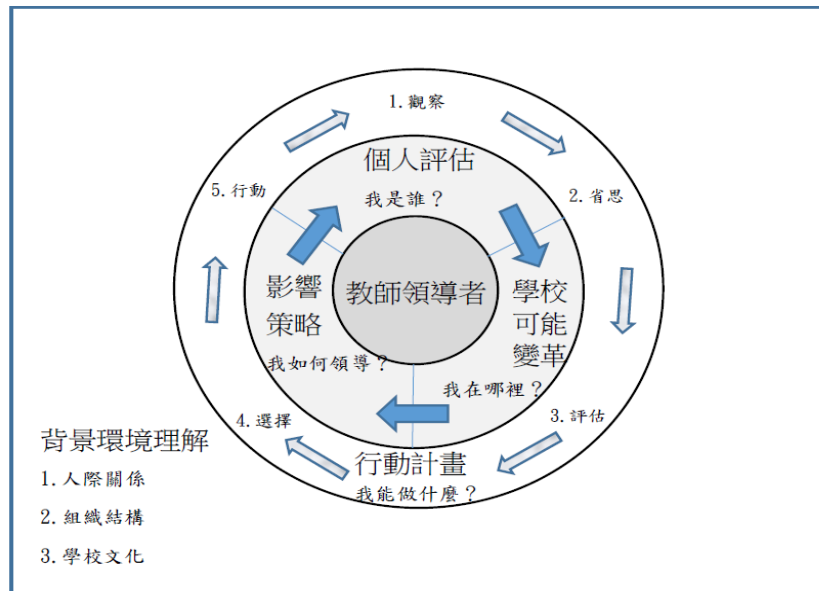 1.觀察
個人評估
我是誰？
2.省思
5.行動
教師領導者
學校
可能
變革
我在哪裡？
影響
策略
我如何領導？
3.評估
4.選擇
行動計畫
我能做什麼？
背景環境理解
1.人際關係
2.組織結構
3.學校文化